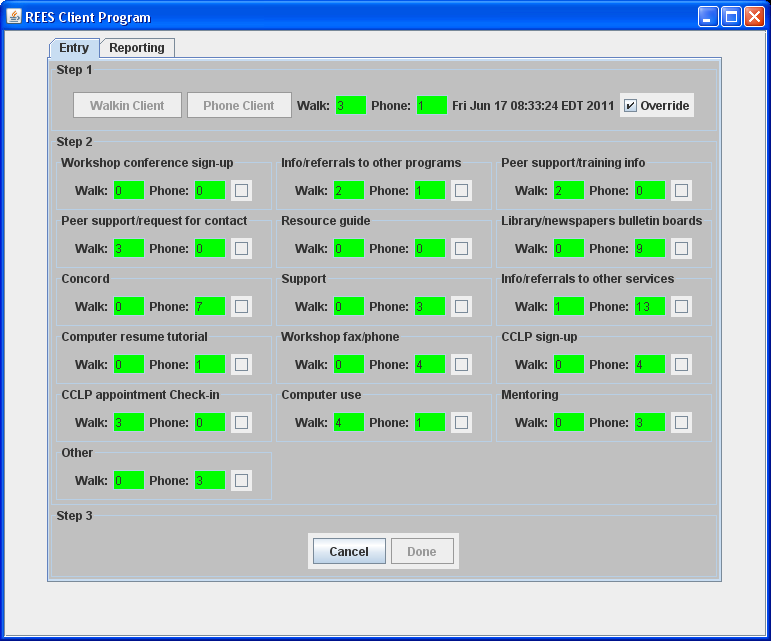 REES Client Program
Entry Reporting
Step 1
Walkin Client Phone Client Walk: 3 Phone: 1 Fri Jun 17 08:33:24 EDT 2011 Override
Step 2
Workshop conference sign-up Info/referrals to other programs Peer support/training info
Walk: 0 Phone: 0 Walk: 2 Phone: 1 Walk: 2 Phone: 0
Peer support/request for contact Resource guide Library/newspapers bulletin boards
Walk: 3 Phone: 0 Walk: 0 Phone: 0 Walk: 0 Phone: 9
Concord Support Info/referrals to other services
Walk: 0 Phone: 7 Walk: 0 Phone: 3 Walk: 1 Phone: 13
Computer resume tutorial Workshop fax/phone CCLP sign-up
Walk: 0 Phone: 1 Walk: 0 Phone: 4 Walk: 0 Phone: 4
CCLP appointment Check-in Computer use Mentoring
Walk: 3 Phone: 0 Walk: 4 Phone: 1 Walk: 0 Phone: 3
Other
Walk: 0 Phone: 3
Step 3
Cancel Done